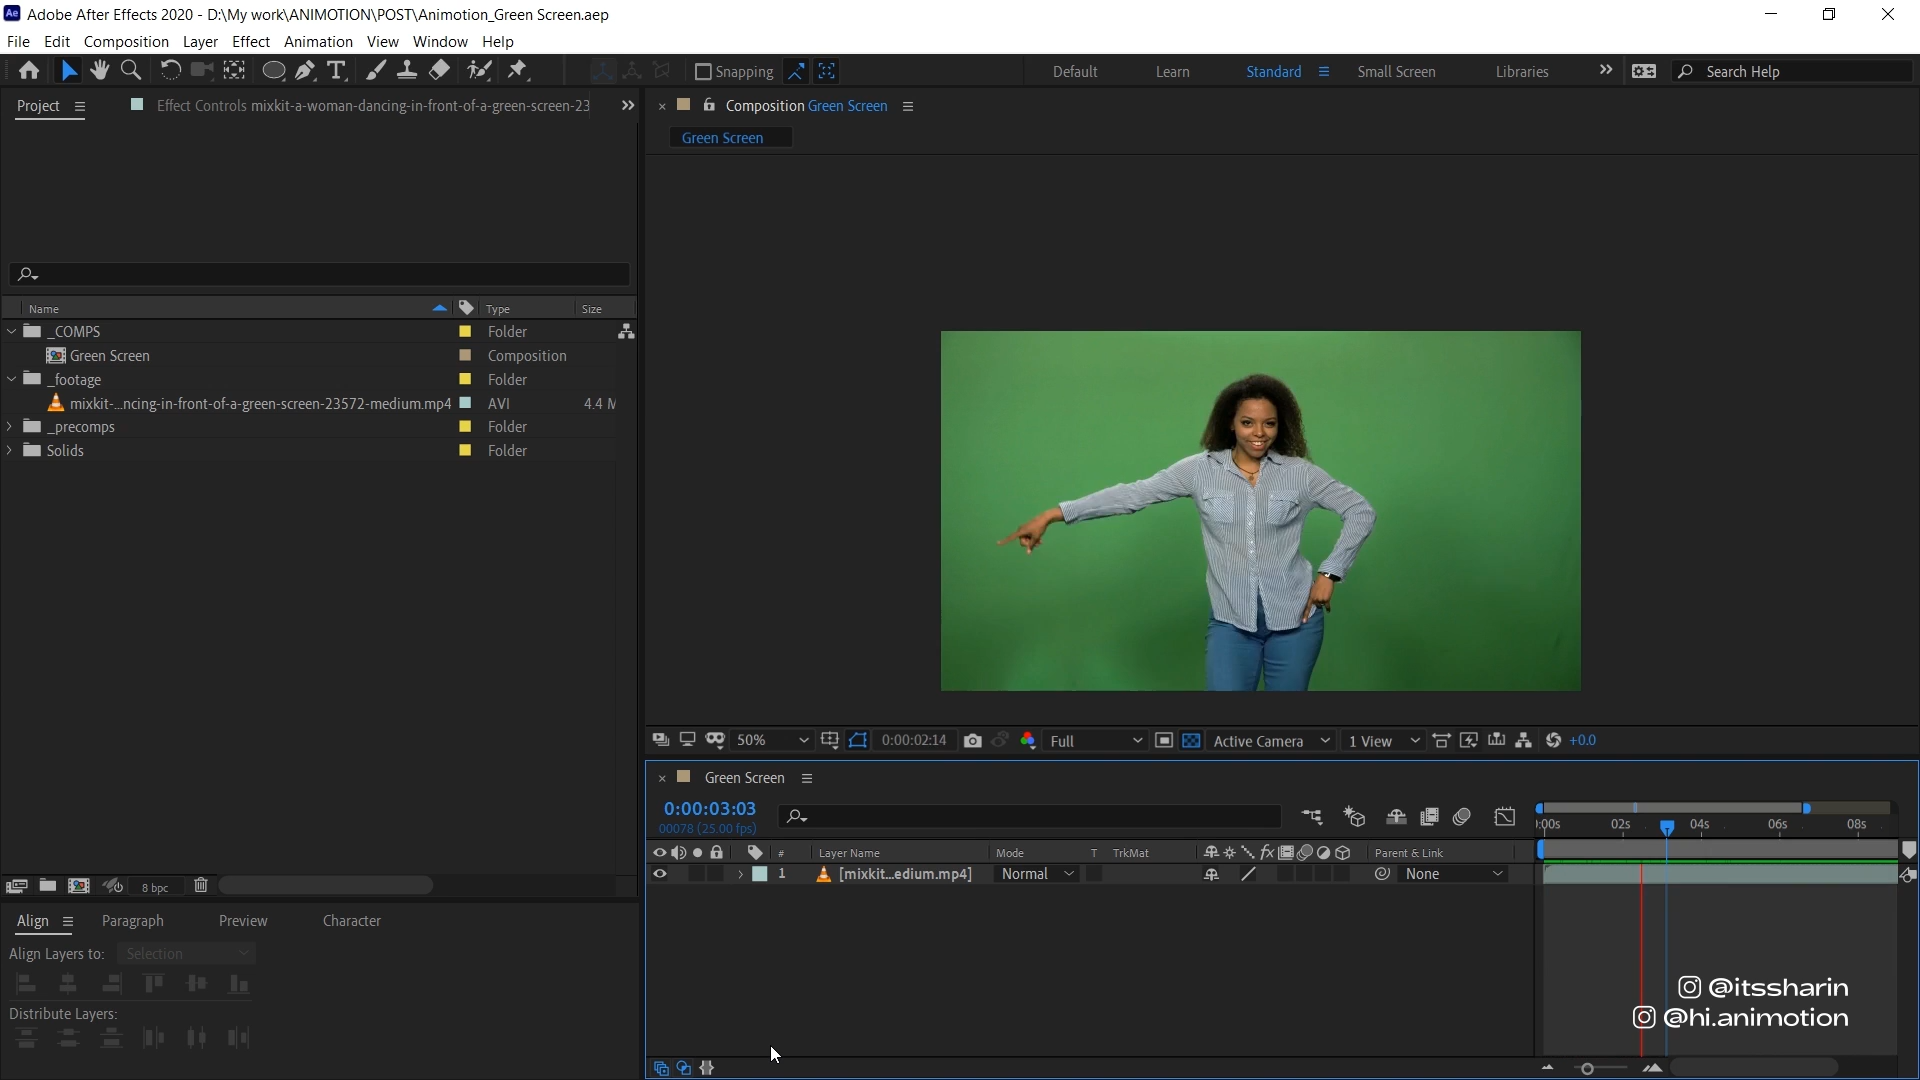 Ae Adobe After Effects 2020 - D:\My work\ANIMOTION\POST\Animotion_Green Screen.aep
File Edit Composition Layer Effect Animation View Window Help
Snapping Default Learn Standard Small Screen Libraries Search Help
Project Effect Controls mixkit-a-woman-dancing-in-front-of-a-green-screen-23
Composition Green Screen
Green Screen
Name Type Size
_COMPS Folder
Green Screen Composition
_footage Folder
mixkit-...ncing-in-front-of-a-green-screen-23572-medium.mp4 AVI 4.4 M
_precomps Folder
Solids Folder
50% 0:00:02:14 Full Active Camera 1 View +0.0
Green Screen
0:00:03:03
00078 (25.00 fps)
:00s 02s 04s 06s 08s
# Layer Name Mode T TrkMat fx Parent & Link
1 [mixkit...edium.mp4] Normal None
8 bpc
Align Paragraph Preview Character
Align Layers to: Selection
Distribute Layers:
@itssharin
@hi.animotion